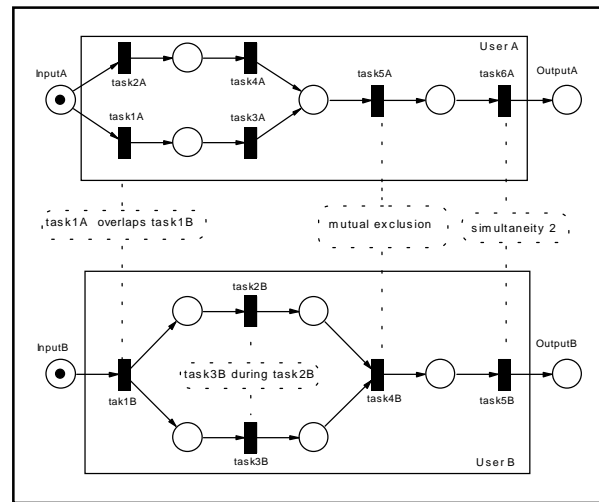 User A
InputA
task2A
task4A
task5A
task6A
OutputA
task1A
task3A
task1A overlaps task1B
mutual exclusion
simultaneity 2
task2B
InputB
OutputB
task3B during task2B
tak1B
task4B
task5B
task3B
User B